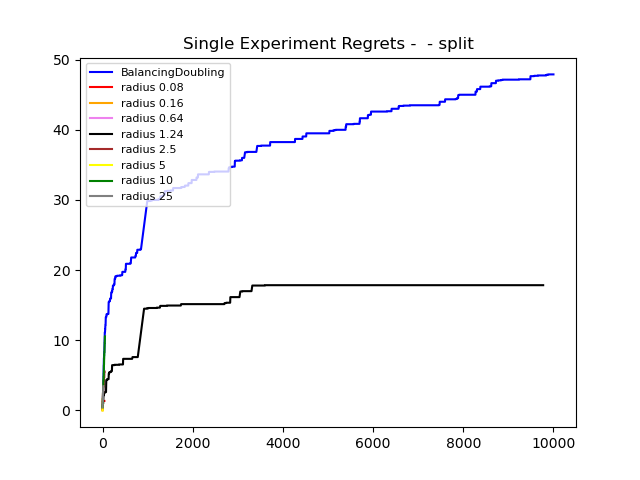 Single Experiment Regrets -  - split
50
40
30
20
10
0
BalancingDoubling
radius 0.08
radius 0.16
radius 0.64
radius 1.24
radius 2.5
radius 5
radius 10
radius 25
0 2000 4000 6000 8000 10000